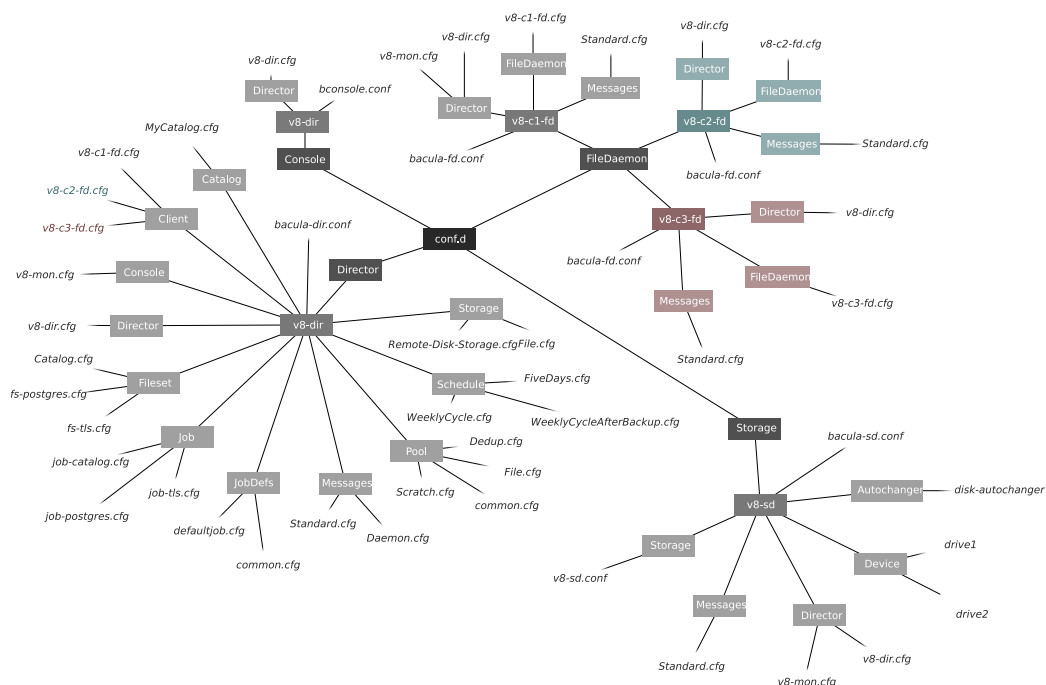 v8-c1-fd.cfg
v8-dir.cfg
v8-dir.cfg
Standard.cfg
v8-c2-fd.cfg
v8-mon.cfg
v8-dir.cfg
FileDaemon
Director
Director
bconsole.conf
Messages
FileDaemon
Director
MyCatalog.cfg
v8-dir
v8-c1-fd
v8-c2-fd
v8-c1-fd.cfg
Console
bacula-fd.conf
FileDaemon
Messages
Standard.cfg
Catalog
bacula-fd.conf
v8-c2-fd.cfg
Client
v8-c3-fd
Director
v8-dir.cfg
v8-c3-fd.cfg
bacula-dir.conf
conf.d
bacula-fd.conf
v8-mon.cfg
Console
Director
FileDaemon
Messages
v8-c3-fd.cfg
Storage
v8-dir.cfg
Director
v8-dir
Remote-Disk-Storage.cfg
File.cfg
Standard.cfg
Catalog.cfg
Fileset
Schedule
FiveDays.cfg
fs-postgres.cfg
WeeklyCycle.cfg
WeeklyCycleAfterBackup.cfg
fs-tls.cfg
Storage
Job
Dedup.cfg
bacula-sd.conf
job-catalog.cfg
Pool
File.cfg
JobDefs
Messages
Scratch.cfg
Autochanger
disk-autochanger
job-tls.cfg
common.cfg
v8-sd
job-postgres.cfg
defaultjob.cfg
Standard.cfg
Daemon.cfg
Storage
drive1
common.cfg
Device
v8-sd.conf
Messages
Director
drive2
Standard.cfg
v8-dir.cfg
v8-mon.cfg